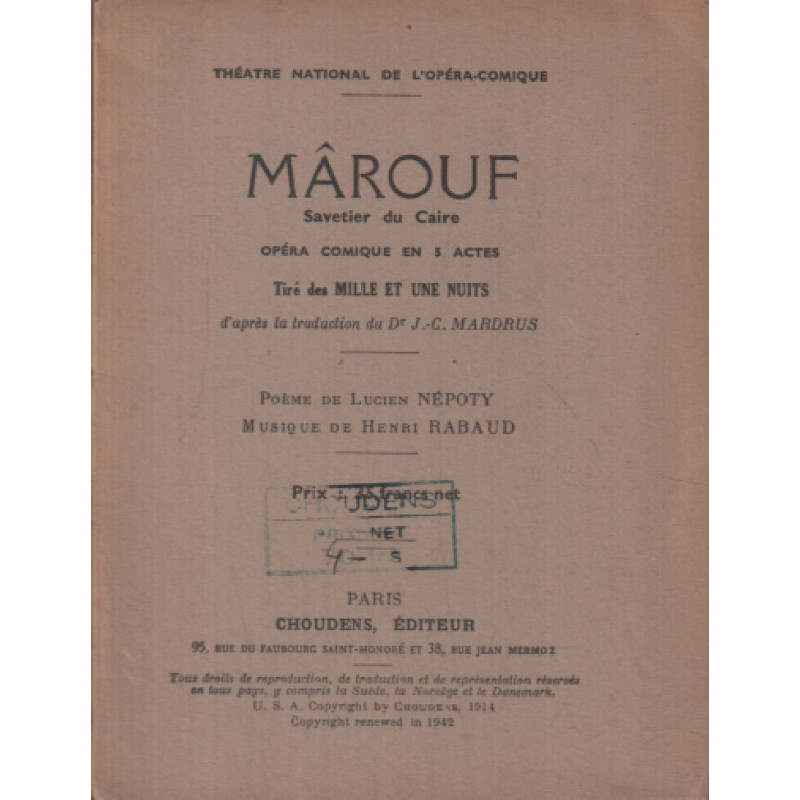 THÉATRE NATIONAL DE L'OPÉRA-COMIQUE
MÂROUF
Savetier du Caire
OPÉRA COMIQUE EN 5 ACTES
Tiré des MILLE ET UNE NUITS
d'après la traduction du Dr J.-C. MARDRUS
POÈME DE LUCIEN NÉPOTY
MUSIQUE DE HENRI RABAUD
Prix : francs net
CHOUDENS
PRIX NET
4 — S
PARIS
CHOUDENS, ÉDITEUR
95, RUE DU FAUBOURG SAINT-HONORÉ ET 38, RUE JEAN MERMOZ
Tous droits de reproduction, de traduction et de représentation réservés
en tous pays, y compris la Suède, la Norvège et le Danemark.
U. S. A. Copyright by CHOUDENS, 1914
Copyright renewed in 1942